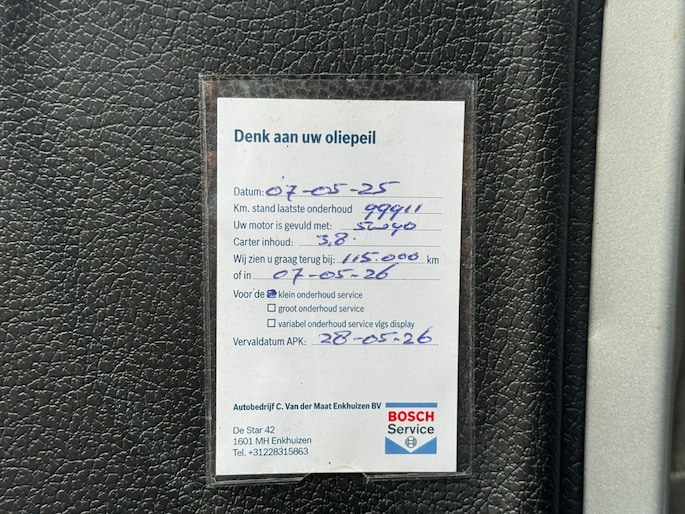 Denk aan uw oliepeil
Datum: 07-05-25
Km. stand laatste onderhoud 99911
Uw motor is gevuld met: 5w40
Carter inhoud: 3,8.
Wij zien u graag terug bij: 115.000 km
of in 07-05-26
Voor de klein onderhoud service
groot onderhoud service
variabel onderhoud service vlgs display
Vervaldatum APK: 28-05-26
Autobedrijf C. Van der Maat Enkhuizen BV
De Star 42
1601 MH Enkhuizen
Tel. +31228315863
BOSCH
Service